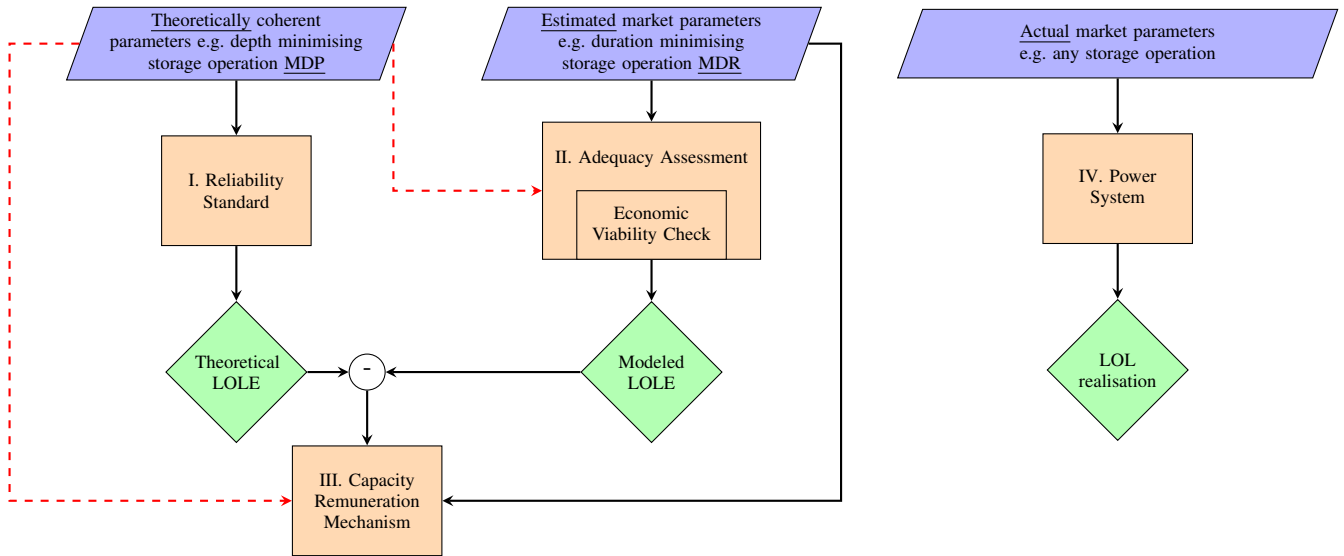 Theoretically coherent
parameters e.g. depth minimising
storage operation MDP
Estimated market parameters
e.g. duration minimising
storage operation MDR
Actual market parameters
e.g. any storage operation
I. Reliability
Standard
II. Adequacy Assessment
Economic
Viability Check
IV. Power
System
Theoretical
LOLE
-
Modeled
LOLE
LOL
realisation
III. Capacity
Remuneration
Mechanism